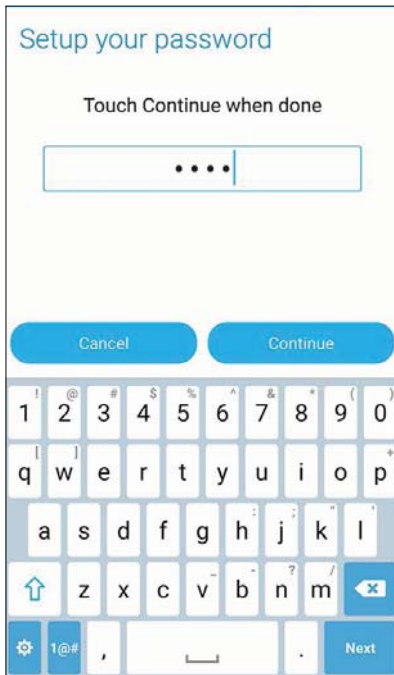 Setup your password
Touch Continue when done
••••
Cancel Continue
! @ # $ % ^ & * ( )
1 2 3 4 5 6 7 8 9 0
[ ] +
q w e r t y u i o p
: ; " '
a s d f g h j k l
_ - ? /
z x c v b n m
1@# , . Next